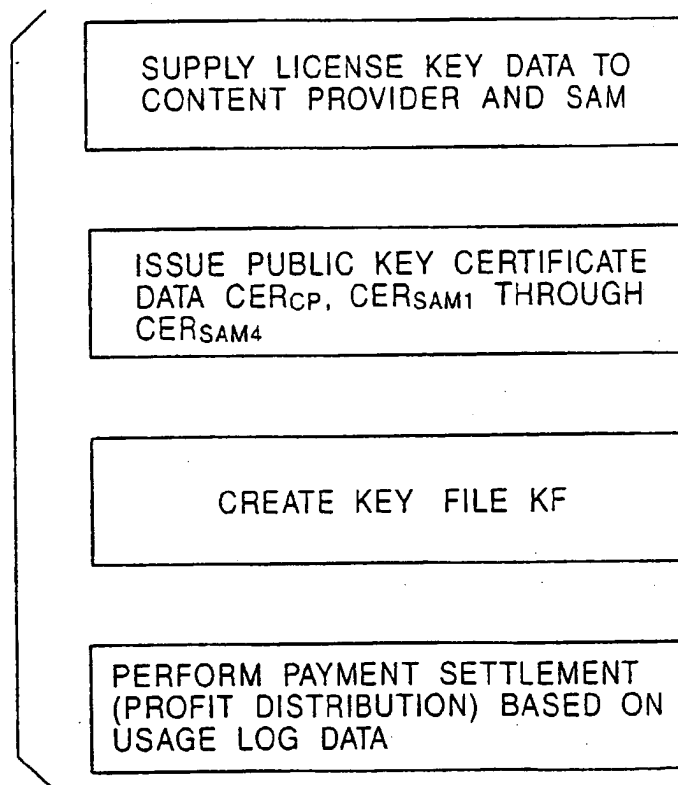 SUPPLY LICENSE KEY DATA TO
CONTENT PROVIDER AND SAM
ISSUE PUBLIC KEY CERTIFICATE
DATA CERCP, CERSAM1 THROUGH
CERSAM4
CREATE KEY FILE KF
PERFORM PAYMENT SETTLEMENT
(PROFIT DISTRIBUTION) BASED ON
USAGE LOG DATA